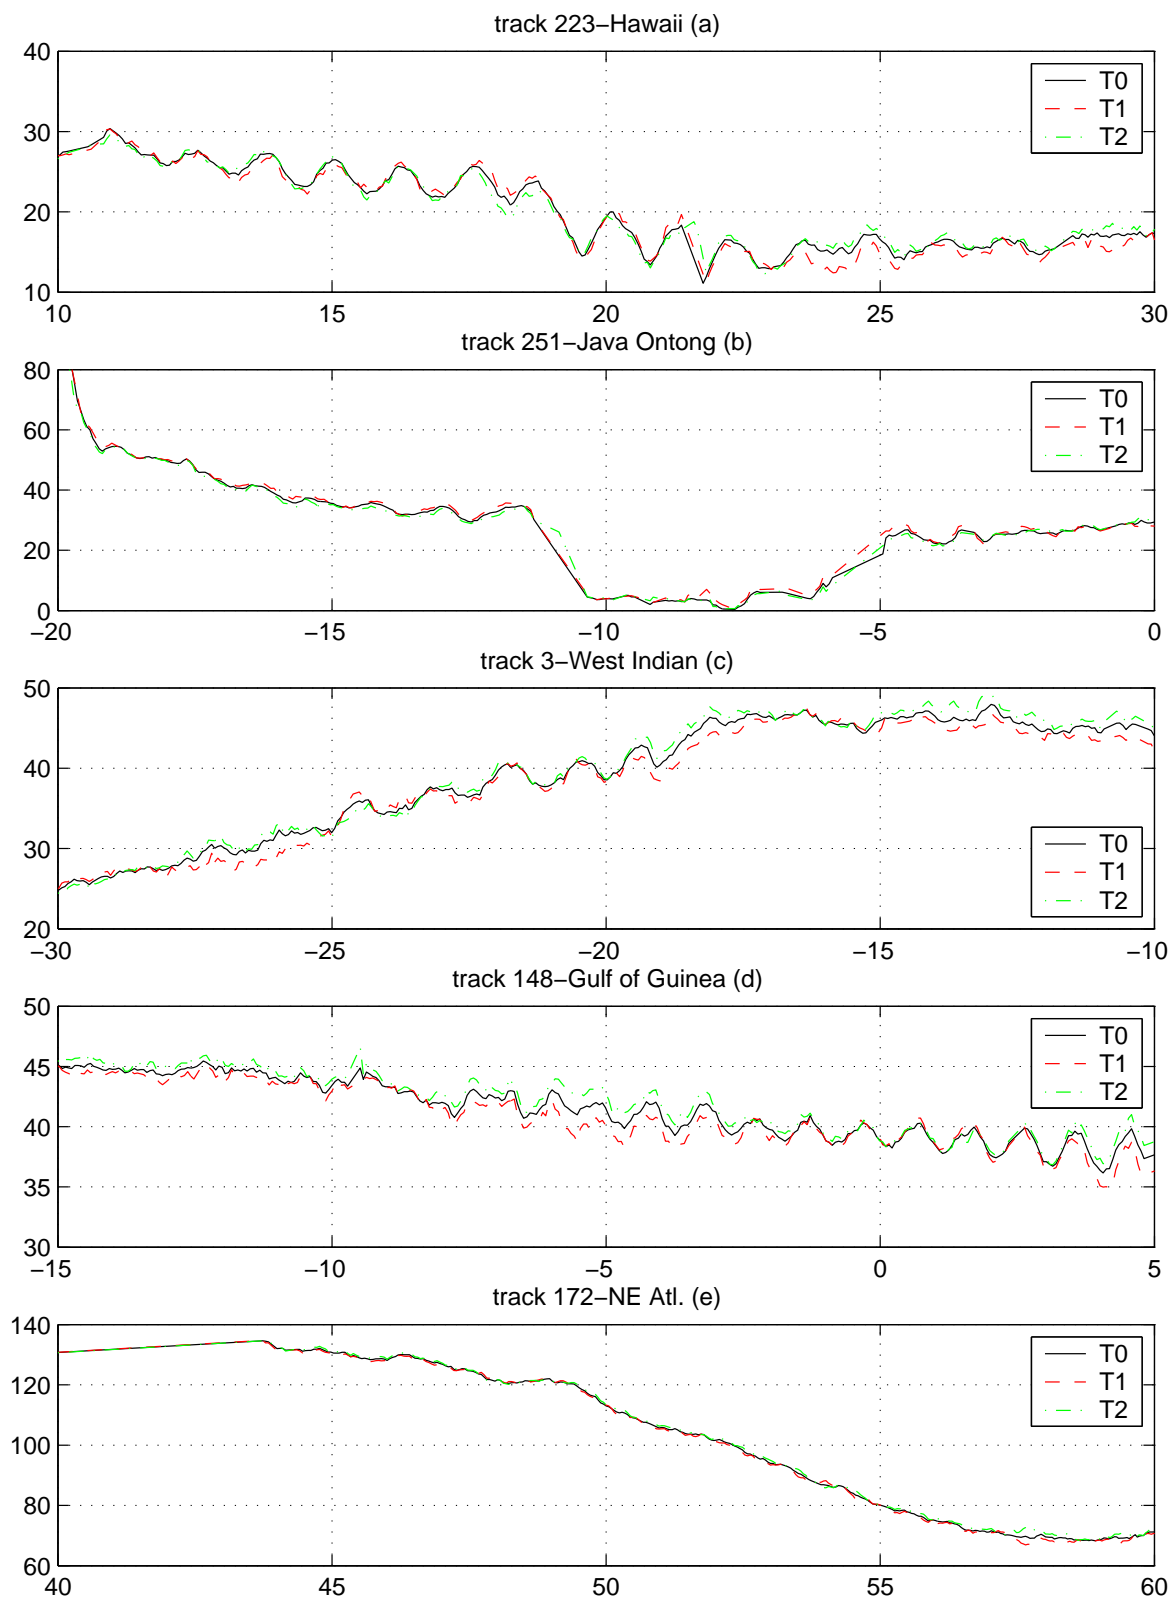 track 223−Hawaii (a)
40
30
20
10
T0
T1
T2
10 15 20 25 30
track 251−Java Ontong (b)
80
60
40
20
0
T0
T1
T2
−20 −15 −10 −5 0
track 3−West Indian (c)
50
40
30
20
T0
T1
T2
−30 −25 −20 −15 −10
track 148−Gulf of Guinea (d)
50
45
40
35
30
T0
T1
T2
−15 −10 −5 0 5
track 172−NE Atl. (e)
140
120
100
80
60
T0
T1
T2
40 45 50 55 60